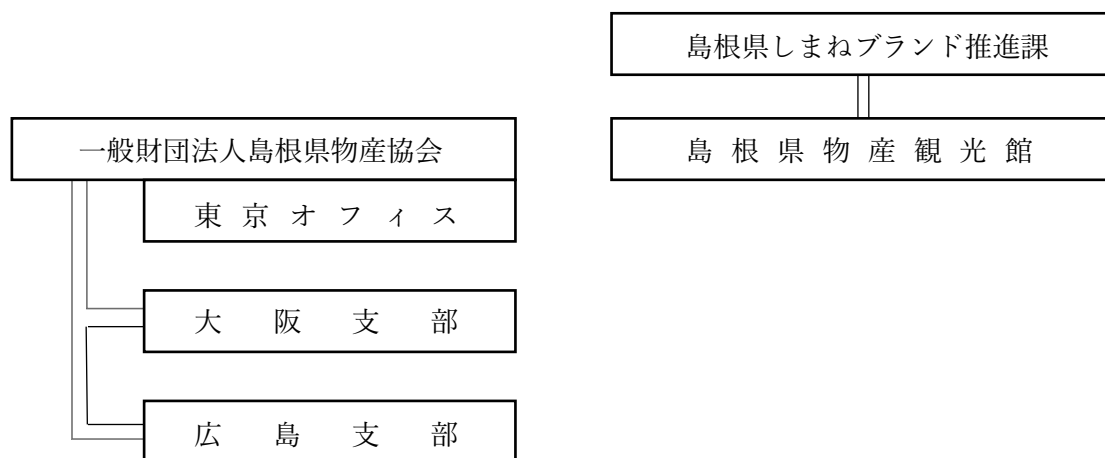 島根県しまねブランド推進課
一般財団法人島根県物産協会
島根県物産観光館
東京オフィス
大阪支部
広島支部